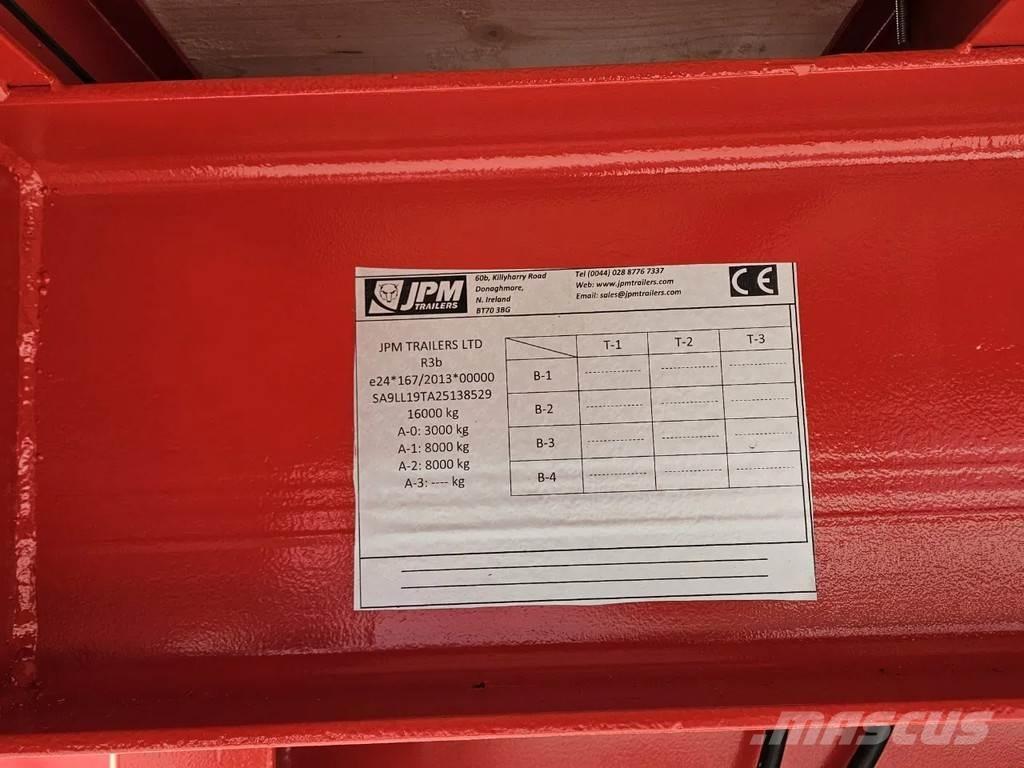 JPM
TRAILERS
60b, Killyharry Road
Donaghmore,
N. Ireland
BT70 3BG
Tel (0044) 028 8776 7337
Web: www.jpmtrailers.com
Email: sales@jpmtrailers.com
CE
JPM TRAILERS LTD
R3b
e24*167/2013*00000
SA9LL19TA25138529
16000 kg
A-0: 3000 kg
A-1: 8000 kg
A-2: 8000 kg
A-3: ---- kg
T-1 T-2 T-3
B-1 ------------ ------------ ------------
B-2 ------------ ------------ ------------
B-3 ------------ ------------ ------------
B-4 ------------ ------------ ------------
MASCUS